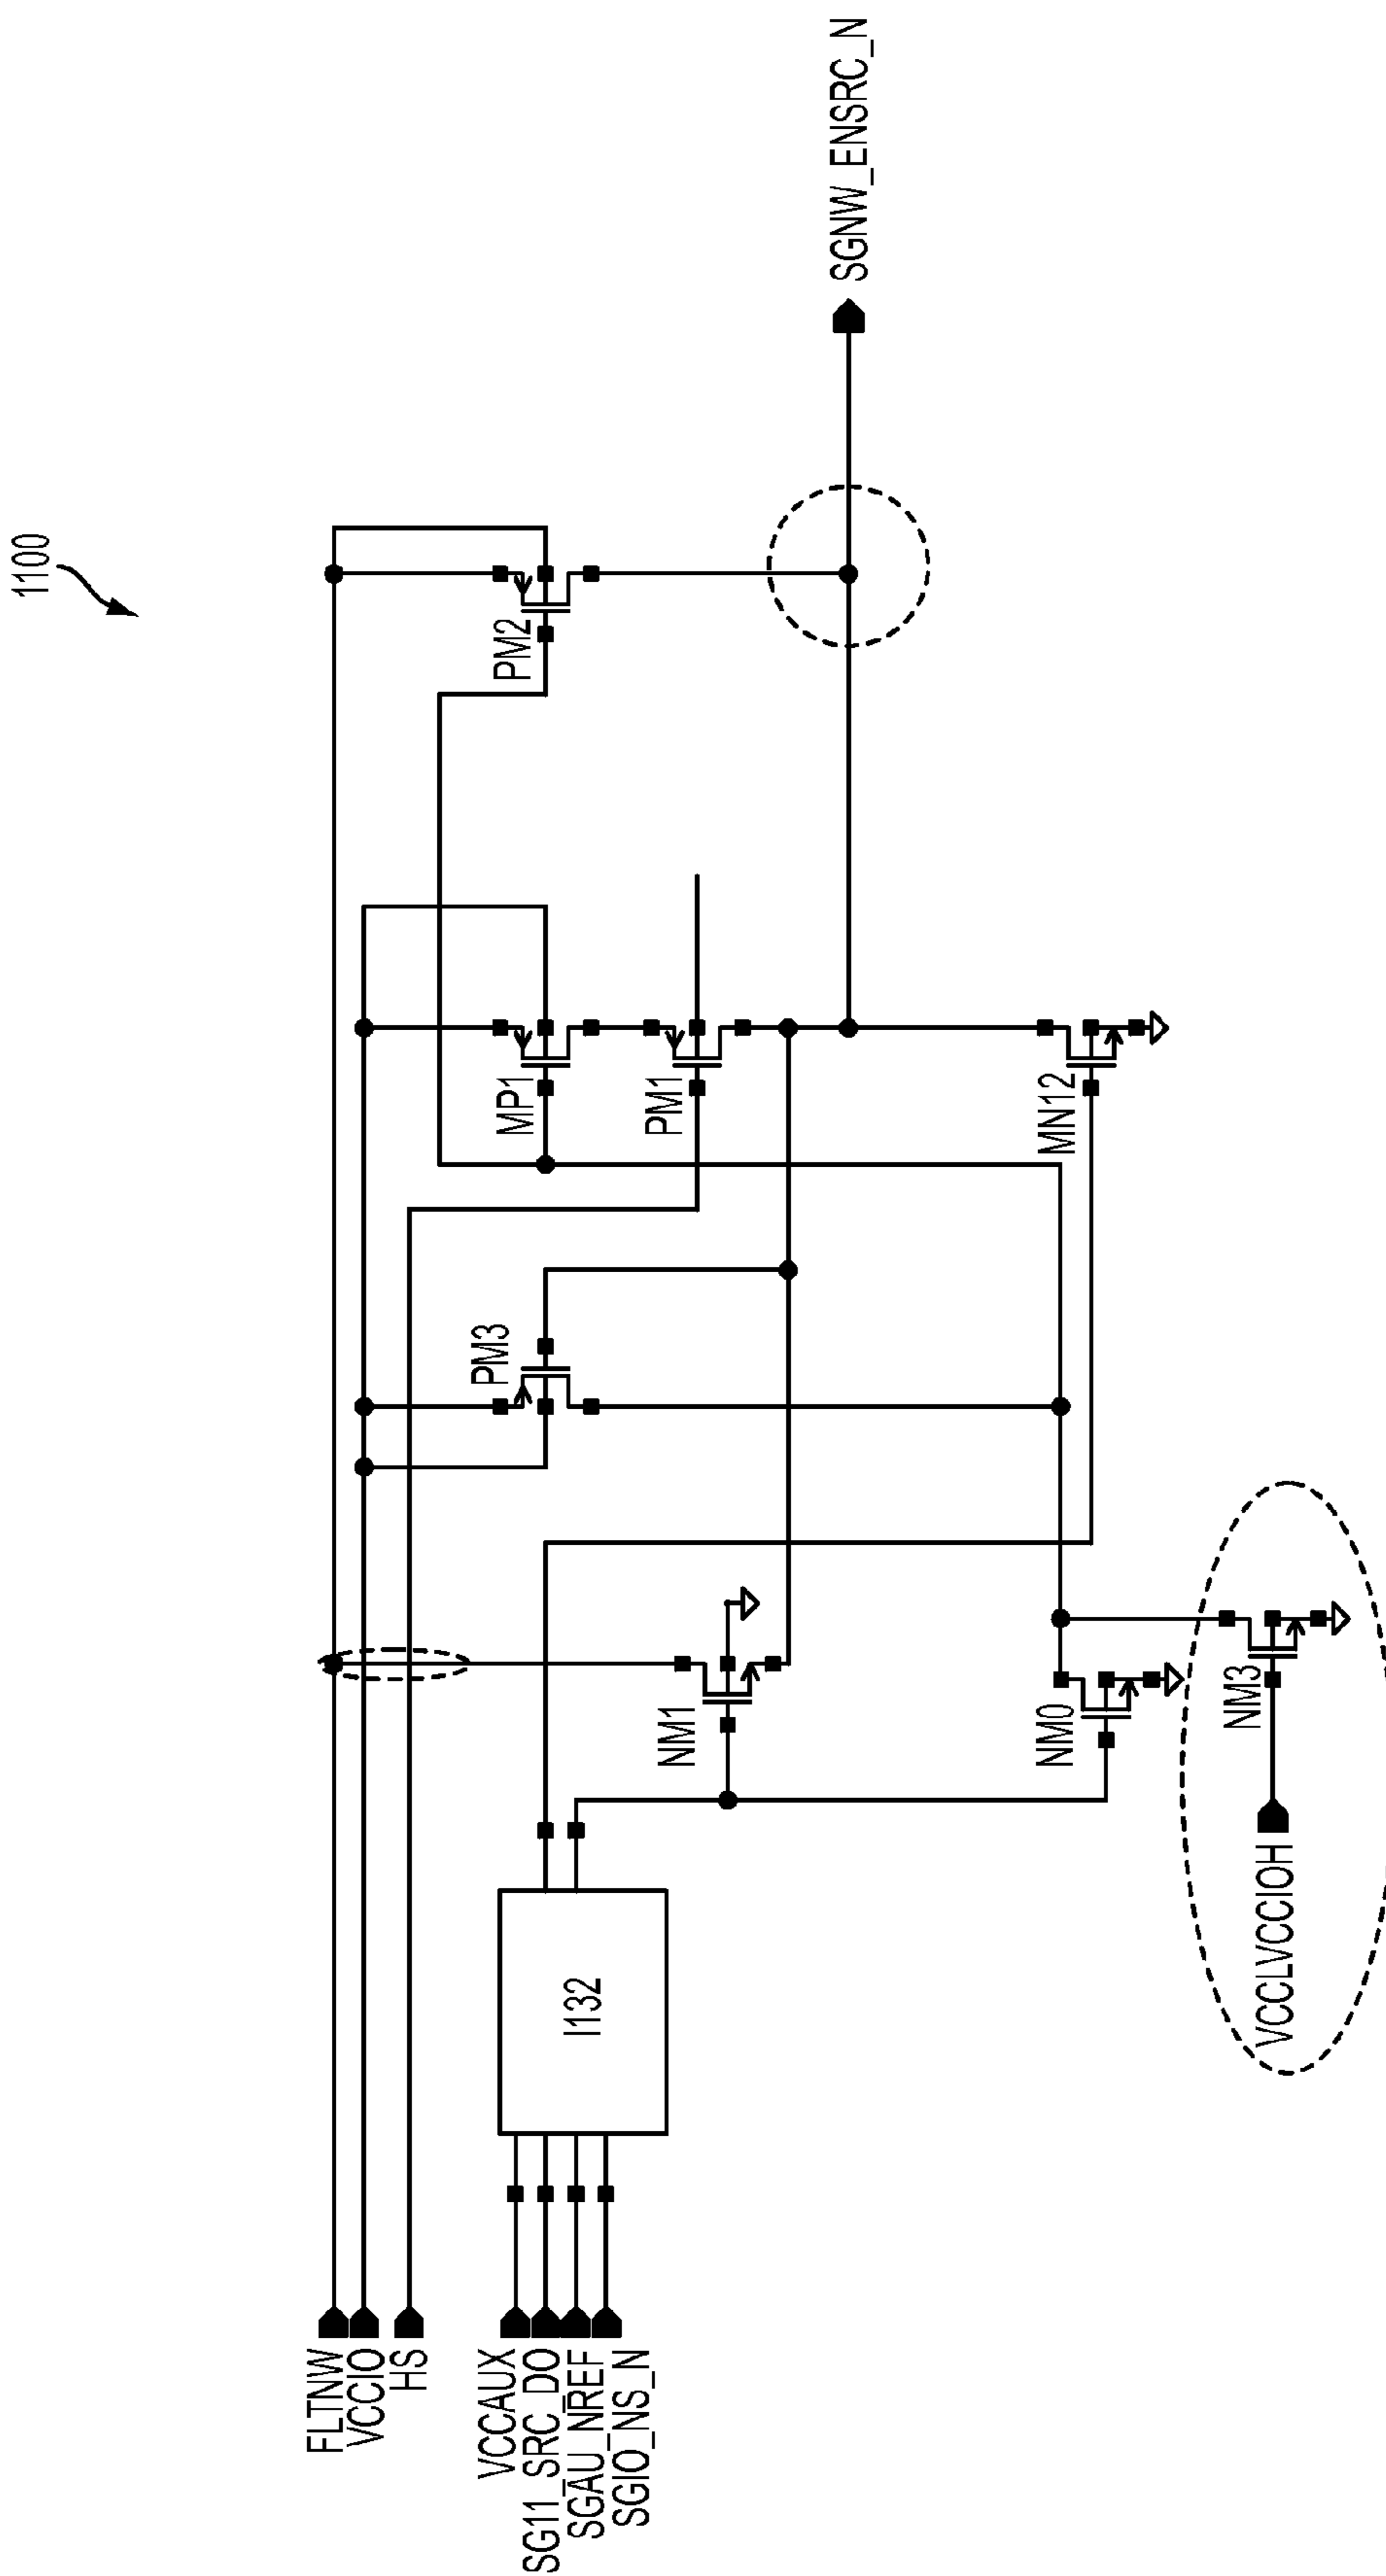 1100
FLTNW
VCCIO
HS
VCCAUX
SG11_SRC_DO
SGAU_NREF
SGIO_NS_N
I132
NM1
PM3
MP1
PM1
PM2
NM0
MN12
NM3
VCCLVCCIOH
SGNW_ENSRC_N